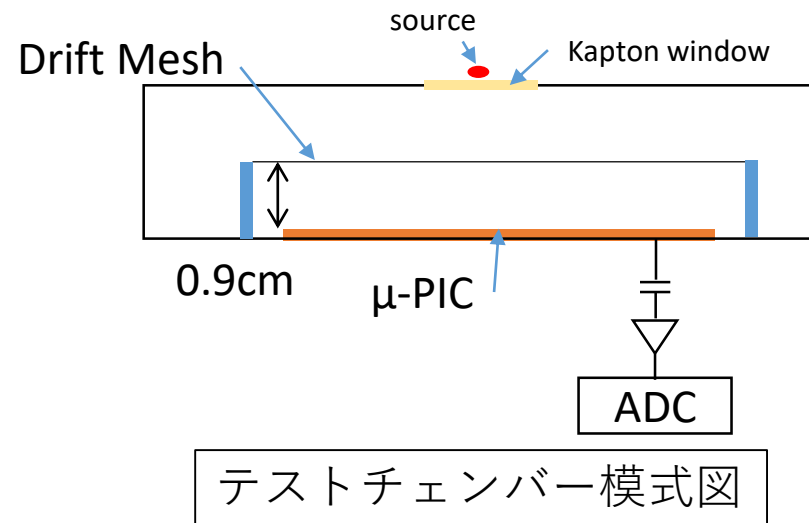 source
Kapton window
Drift Mesh
0.9cm
μ-PIC
ADC
テストチェンバー模式図